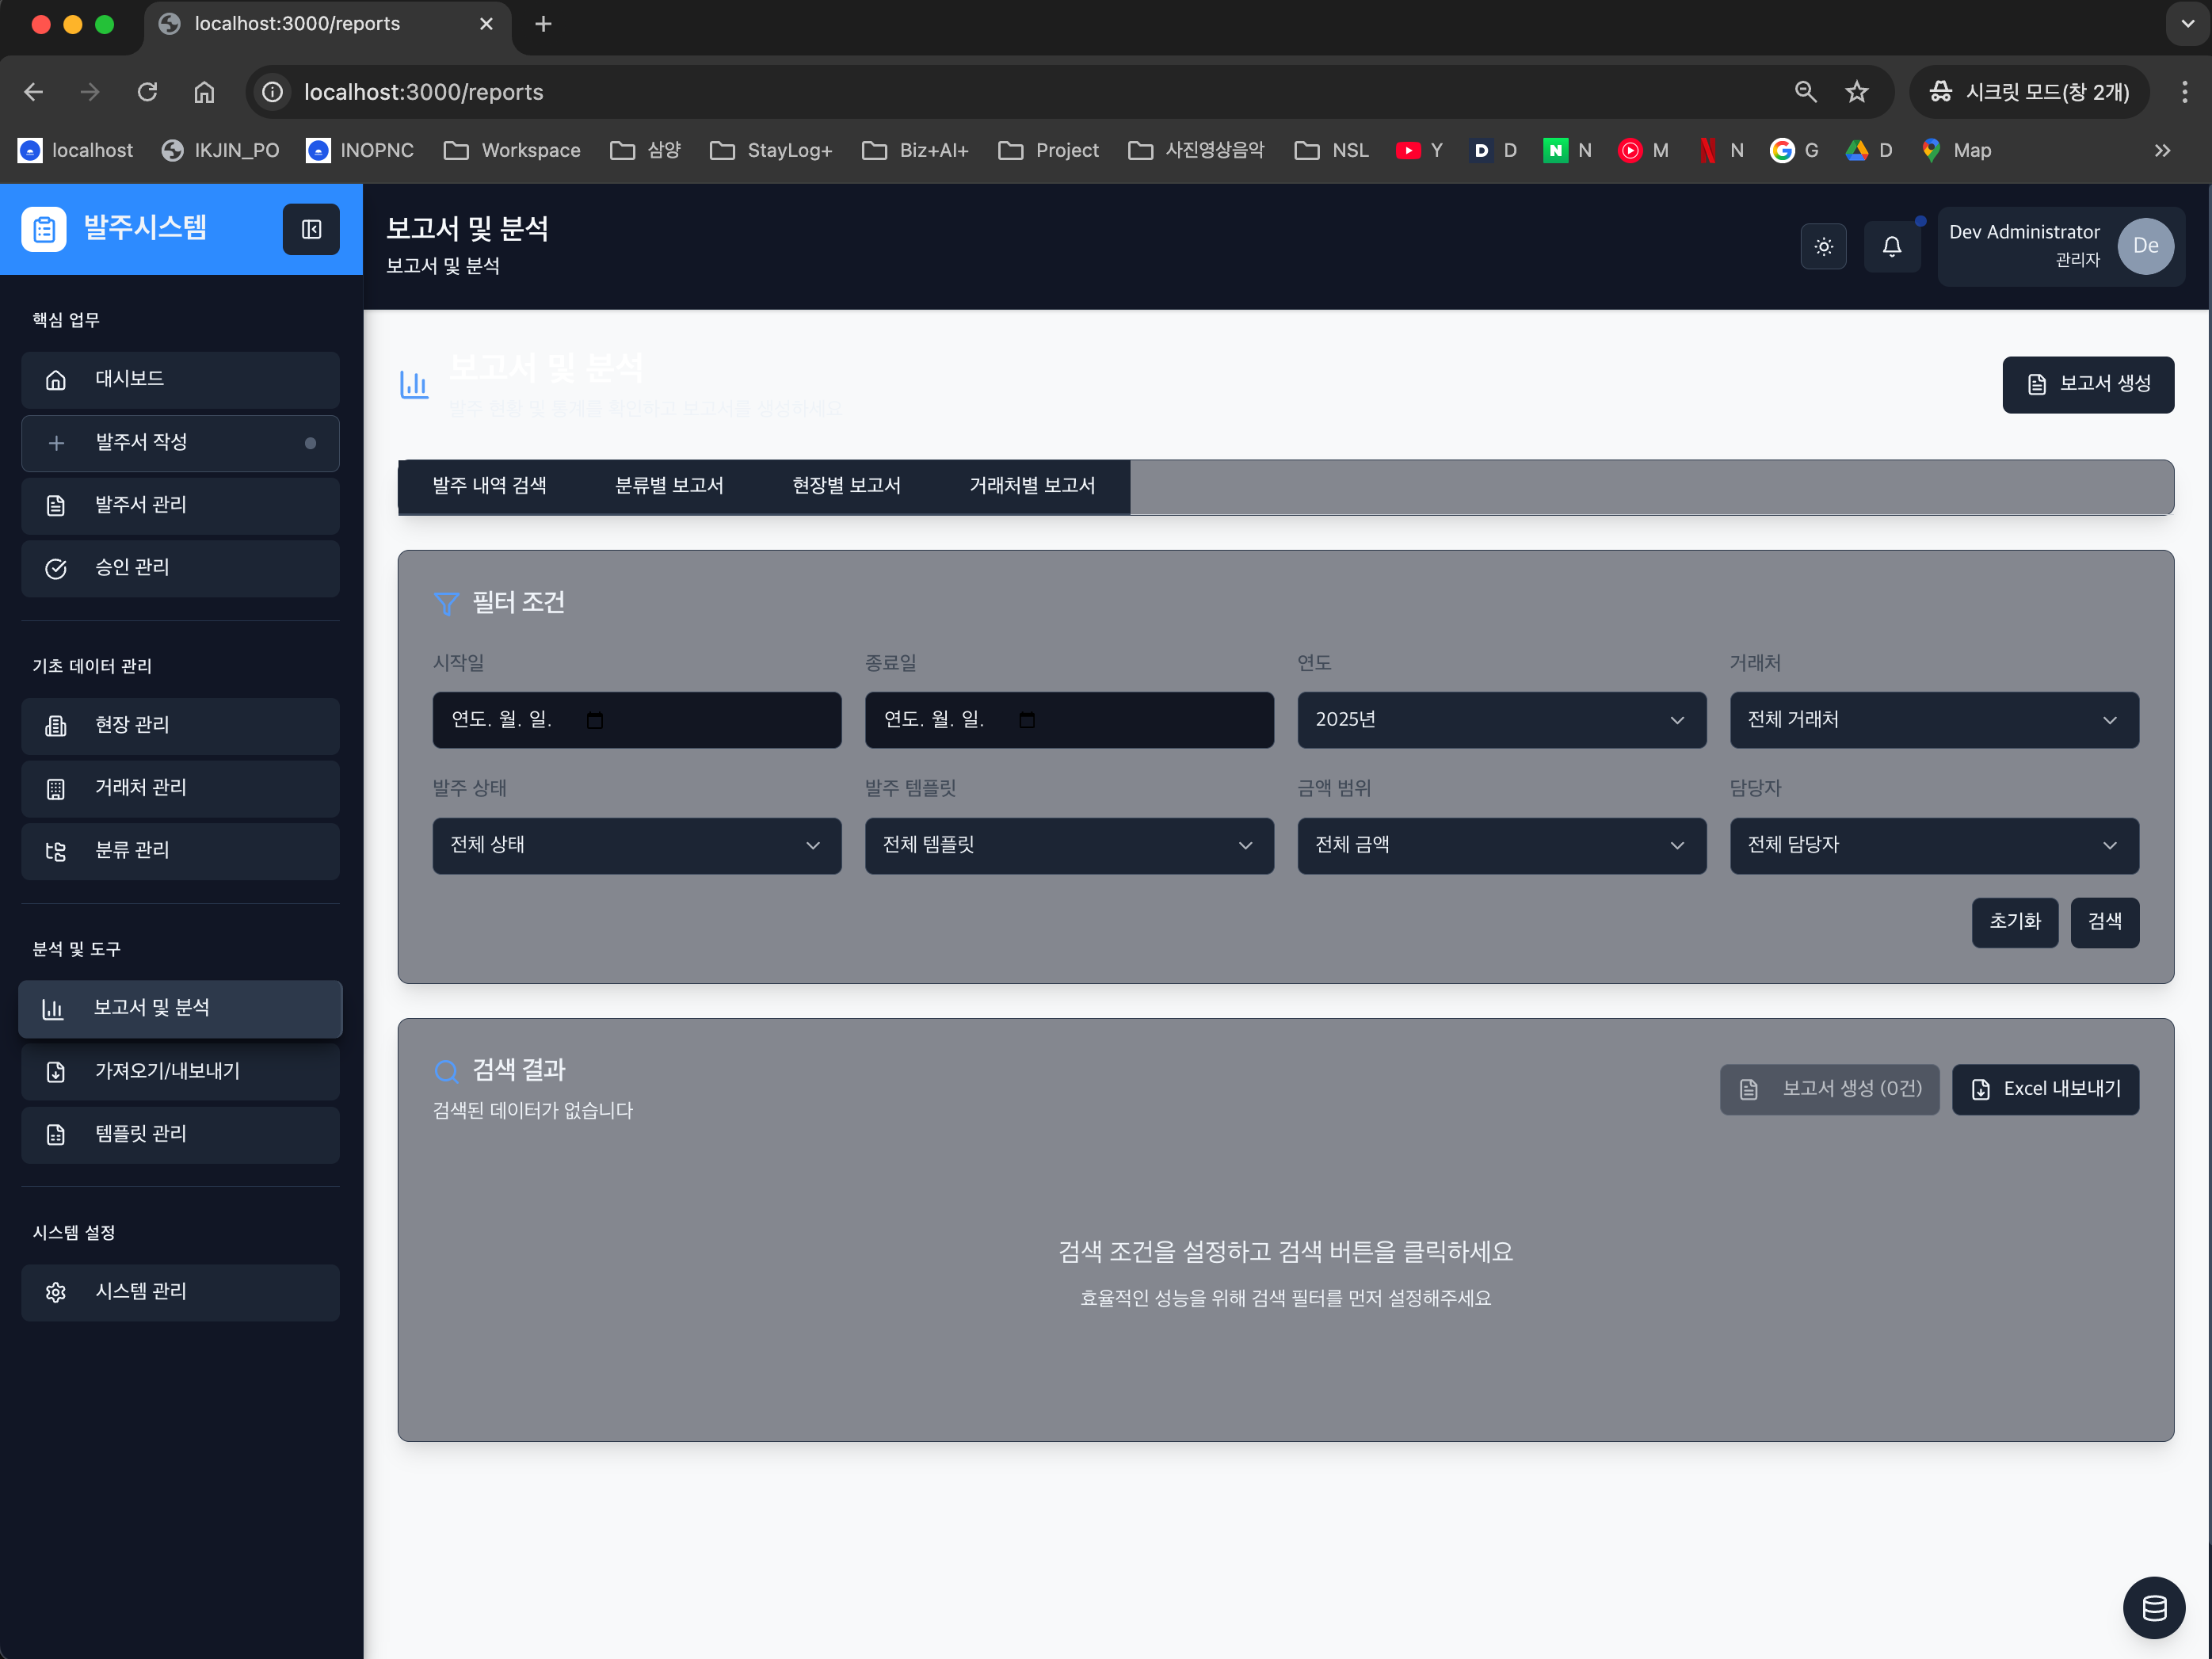 localhost:3000/reports
localhost:3000/reports
시크릿 모드(창 2개)
localhost
IKJIN_PO
INOPNC
Workspace
삼양
StayLog+
Biz+AI+
Project
사진영상음악
NSL
Y
D
N
M
N
G
D
Map
발주시스템
보고서 및 분석
보고서 및 분석
Dev Administrator
관리자
De
핵심 업무
대시보드
발주서 작성
발주서 관리
승인 관리
기초 데이터 관리
현장 관리
거래처 관리
분류 관리
분석 및 도구
보고서 및 분석
가져오기/내보내기
템플릿 관리
시스템 설정
시스템 관리
보고서 및 분석
발주 현황 및 통계를 확인하고 보고서를 생성하세요
보고서 생성
발주 내역 검색
분류별 보고서
현장별 보고서
거래처별 보고서
필터 조건
시작일
종료일
연도
거래처
연도. 월. 일.
연도. 월. 일.
2025년
전체 거래처
발주 상태
발주 템플릿
금액 범위
담당자
전체 상태
전체 템플릿
전체 금액
전체 담당자
초기화
검색
검색 결과
검색된 데이터가 없습니다
보고서 생성 (0건)
Excel 내보내기
검색 조건을 설정하고 검색 버튼을 클릭하세요
효율적인 성능을 위해 검색 필터를 먼저 설정해주세요